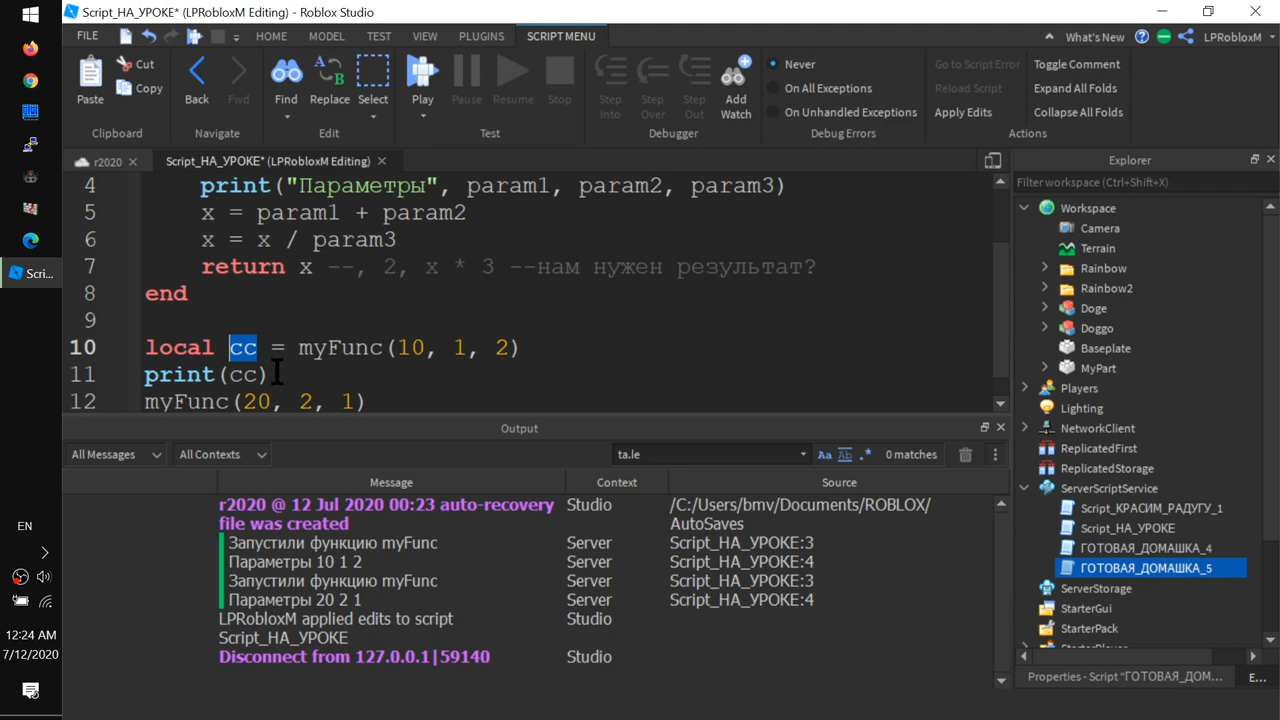 Script_НА_УРОКЕ* (LPRobloxM Editing) - Roblox Studio
FILE HOME MODEL TEST VIEW PLUGINS SCRIPT MENU What's New LPRobloxM
Paste Cut Copy Back Fwd Find Replace Select Play Pause Resume Stop Step Into Step Over Step Out Add Watch
Never
On All Exceptions
On Unhandled Exceptions
Go to Script Error
Reload Script
Apply Edits
Toggle Comment
Expand All Folds
Collapse All Folds
Clipboard Navigate Edit Test Debugger Debug Errors Actions
r2020 Script_НА_УРОКЕ* (LPRobloxM Editing)
4 print("Параметры", param1, param2, param3)
5 x = param1 + param2
6 x = x / param3
7 return x --, 2, x * 3 --нам нужен результат?
8 end
9
10 local cc = myFunc(10, 1, 2)
11 print(cc)
12 myFunc(20, 2, 1)
Output
All Messages All Contexts ta.le Aa Ab .* 0 matches
Message Context Source
r2020 @ 12 Jul 2020 00:23 auto-recovery Studio /C:/Users/bmv/Documents/ROBLOX/
file was created AutoSaves
Запустили функцию myFunc Server Script_НА_УРОКЕ:3
Параметры 10 1 2 Server Script_НА_УРОКЕ:4
Запустили функцию myFunc Server Script_НА_УРОКЕ:3
Параметры 20 2 1 Server Script_НА_УРОКЕ:4
LPRobloxM applied edits to script Studio
Script_НА_УРОКЕ
Disconnect from 127.0.0.1|59140 Studio
Explorer
Filter workspace (Ctrl+Shift+X)
Workspace
Camera
Terrain
Rainbow
Rainbow2
Doge
Doggo
Baseplate
MyPart
Players
Lighting
NetworkClient
ReplicatedFirst
ReplicatedStorage
ServerScriptService
Script_КРАСИМ_РАДУГУ_1
Script_НА_УРОКЕ
ГОТОВАЯ_ДОМАШКА_4
ГОТОВАЯ_ДОМАШКА_5
ServerStorage
StarterGui
StarterPack
StarterPlayer
Properties - Script "ГОТОВАЯ_ДОМ... E...
Scri...
EN
12:24 AM
7/12/2020